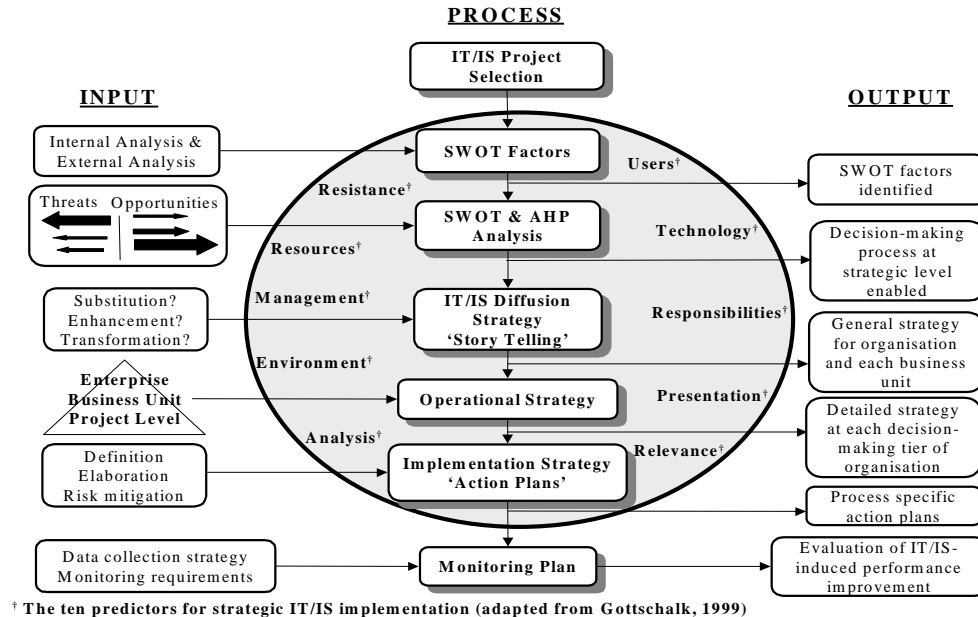 PROCESS
IT/IS Project
Selection
INPUT
OUTPUT
Internal Analysis &
External Analysis
SWOT Factors
Users†
SWOT factors
identified
Resistance†
Threats
Opportunities
SWOT & AHP
Analysis
Resources†
Technology†
Decision-making
process at
strategic level
enabled
Substitution?
Enhancement?
Transformation?
Management†
IT/IS Diffusion
Strategy
‘Story Telling’
Responsibilities†
General strategy
for organisation
and each business
unit
Environment†
Enterprise
Business Unit
Project Level
Operational Strategy
Presentation†
Detailed strategy
at each decision-
making tier of
organisation
Analysis†
Relevance†
Definition
Elaboration
Risk mitigation
Implementation Strategy
‘Action Plans’
Process specific
action plans
Data collection strategy
Monitoring requirements
Monitoring Plan
Evaluation of IT/IS-
induced performance
improvement
† The ten predictors for strategic IT/IS implementation (adapted from Gottschalk, 1999)